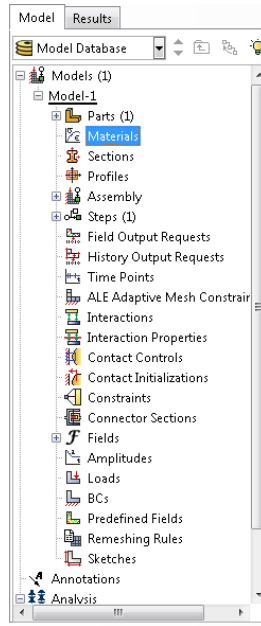 Model Results
Model Database
Models (1)
Model-1
Parts (1)
Materials
Sections
Profiles
Assembly
Steps (1)
Field Output Requests
History Output Requests
Time Points
ALE Adaptive Mesh Constrair
Interactions
Interaction Properties
Contact Controls
Contact Initializations
Constraints
Connector Sections
Fields
Amplitudes
Loads
BCs
Predefined Fields
Remeshing Rules
Sketches
Annotations
Analysis